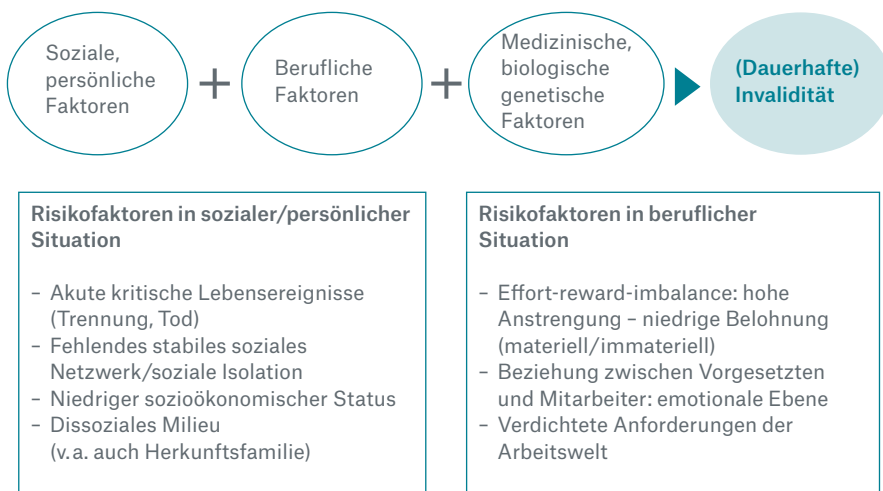 Soziale,
persönliche
Faktoren
+
Berufliche
Faktoren
+
Medizinische,
biologische
genetische
Faktoren
(Dauerhafte)
Invalidität
Risikofaktoren in sozialer/persönlicher
Situation
– Akute kritische Lebensereignisse
(Trennung, Tod)
– Fehlendes stabiles soziales
Netzwerk/soziale Isolation
– Niedriger sozioökonomischer Status
– Dissoziales Milieu
(v. a. auch Herkunftsfamilie)
Risikofaktoren in beruflicher
Situation
– Effort-reward-imbalance: hohe
Anstrengung – niedrige Belohnung
(materiell/immateriell)
– Beziehung zwischen Vorgesetzten
und Mitarbeiter: emotionale Ebene
– Verdichtete Anforderungen der
Arbeitswelt